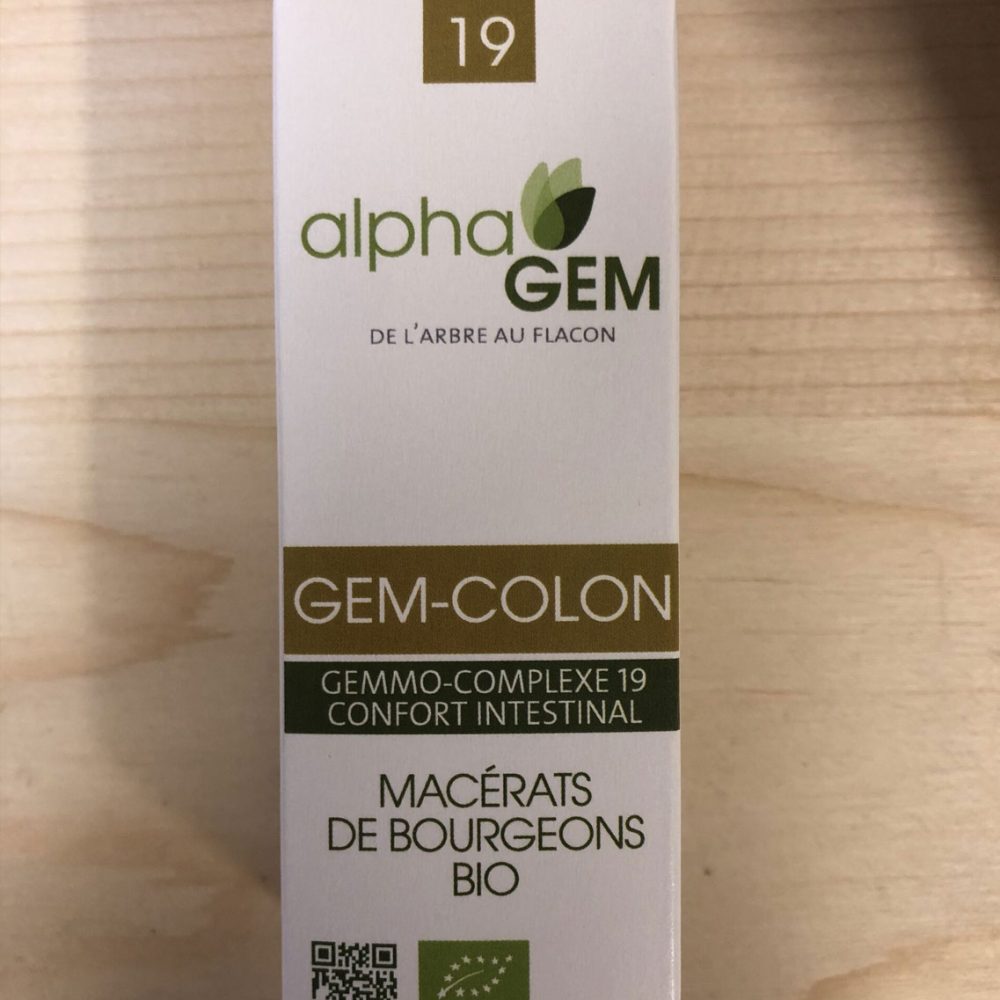 19
alpha
GEM
DE L'ARBRE AU FLACON
GEM-COLON
GEMMO-COMPLEXE 19
CONFORT INTESTINAL
MACÉRATS
DE BOURGEONS
BIO